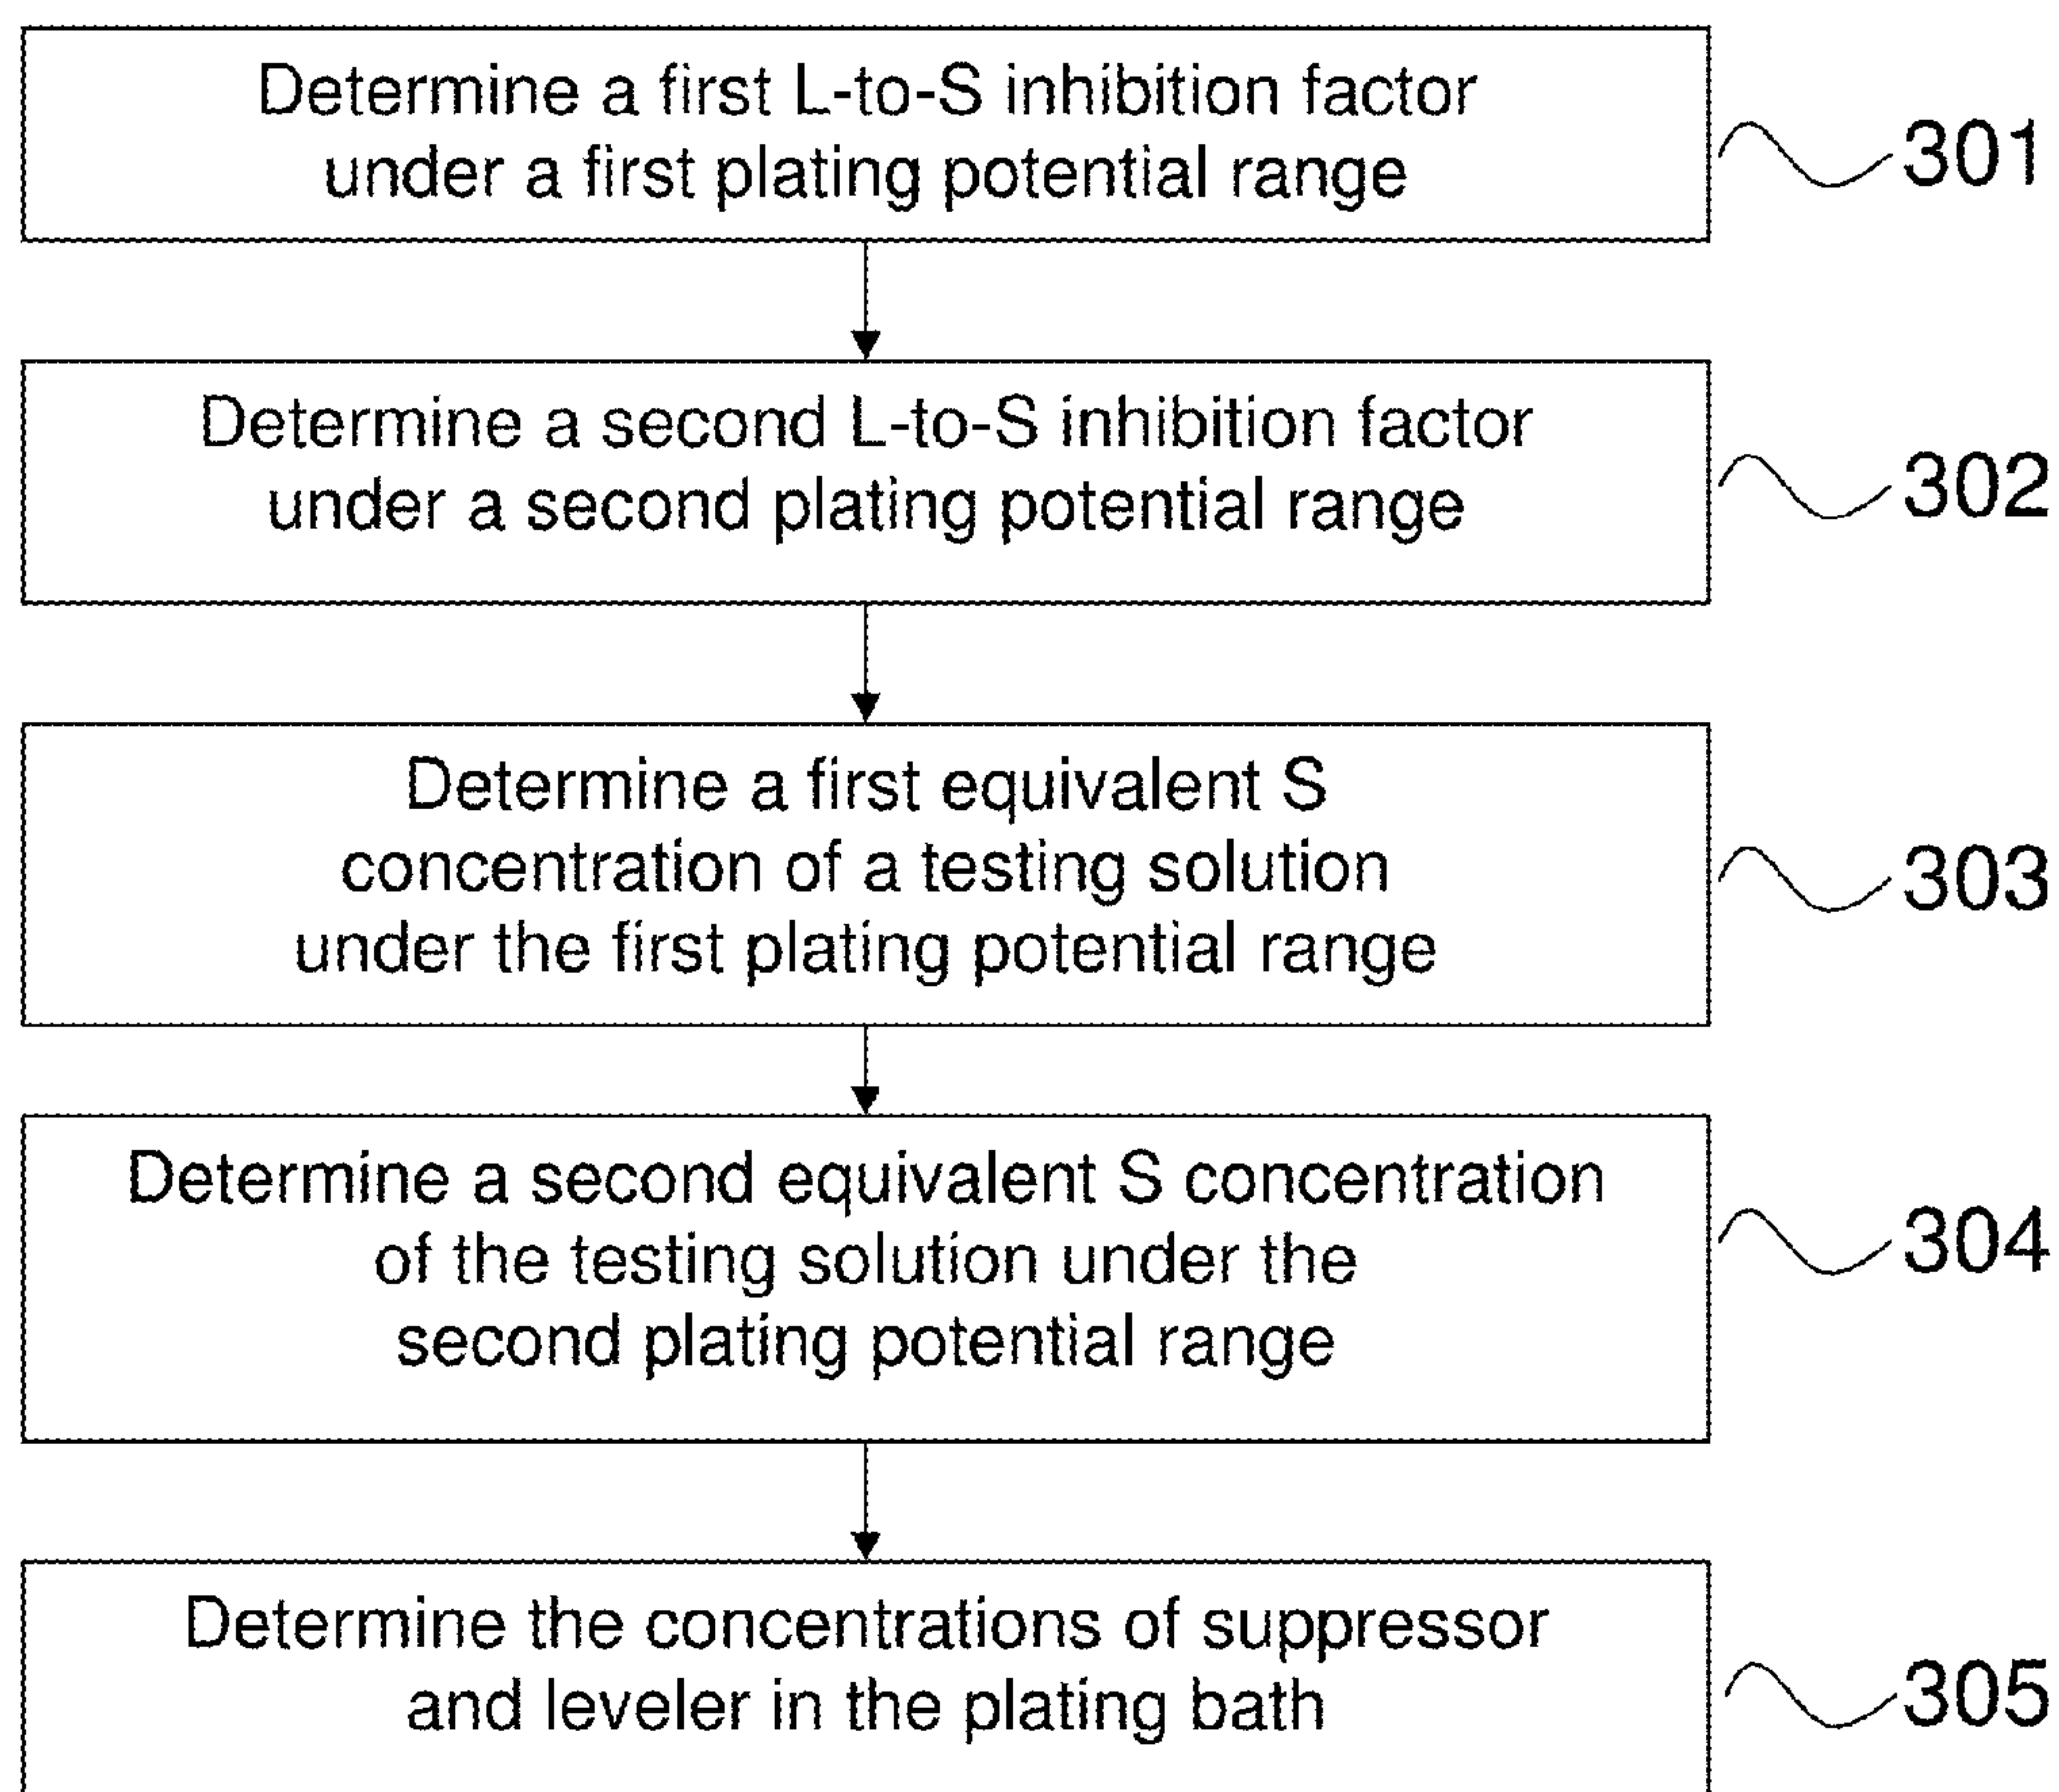 Determine a first L-to-S inhibition factor
under a first plating potential range
301
Determine a second L-to-S inhibition factor
under a second plating potential range
302
Determine a first equivalent S
concentration of a testing solution
under the first plating potential range
303
Determine a second equivalent S concentration
of the testing solution under the
second plating potential range
304
Determine the concentrations of suppressor
and leveler in the plating bath
305